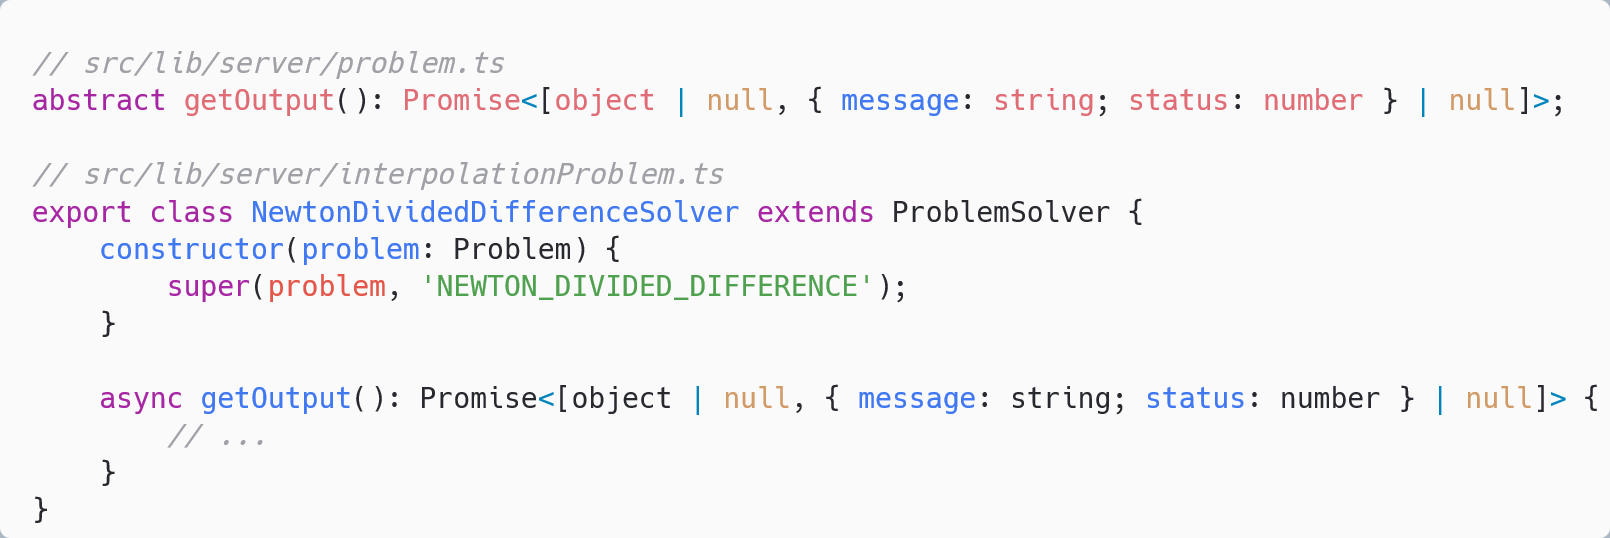 // src/lib/server/problem.ts
abstract getOutput(): Promise<[object | null, { message: string; status: number } | null]>;

// src/lib/server/interpolationProblem.ts
export class NewtonDividedDifferenceSolver extends ProblemSolver {
    constructor(problem: Problem) {
        super(problem, 'NEWTON_DIVIDED_DIFFERENCE');
    }

    async getOutput(): Promise<[object | null, { message: string; status: number } | null]> {
        // ...
    }
}